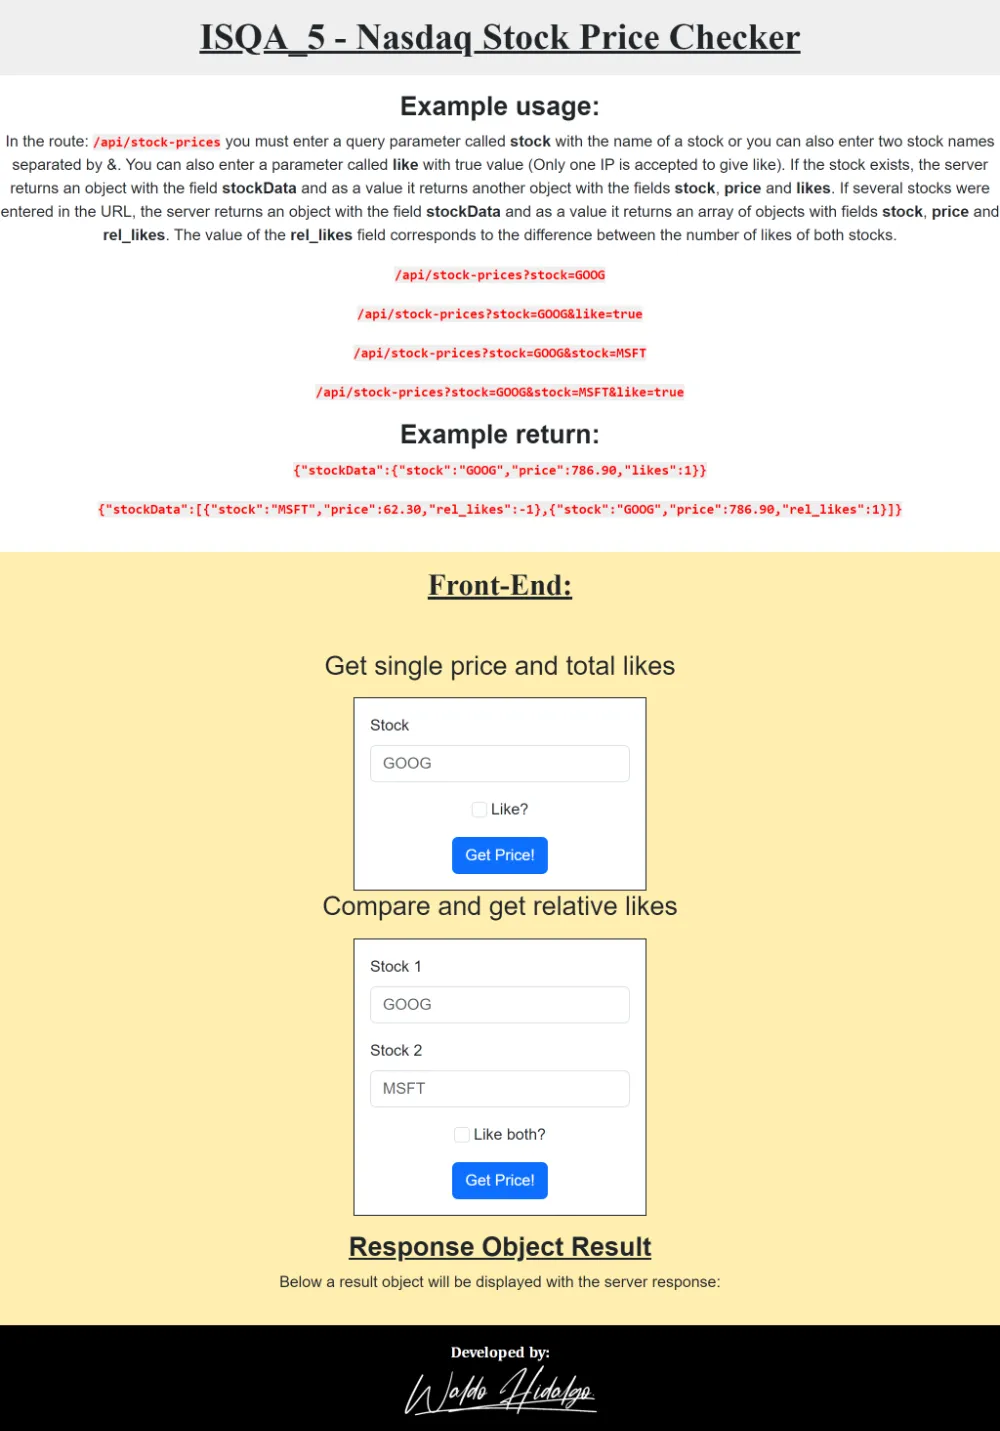 ISQA_5 - Nasdaq Stock Price Checker
Example usage:
In the route: /api/stock-prices you must enter a query parameter called stock with the name of a stock or you can also enter two stock names
separated by &. You can also enter a parameter called like with true value (Only one IP is accepted to give like). If the stock exists, the server
returns an object with the field stockData and as a value it returns another object with the fields stock, price and likes. If several stocks were
entered in the URL, the server returns an object with the field stockData and as a value it returns an array of objects with fields stock, price and
rel_likes. The value of the rel_likes field corresponds to the difference between the number of likes of both stocks.
/api/stock-prices?stock=GOOG
/api/stock-prices?stock=GOOG&like=true
/api/stock-prices?stock=GOOG&stock=MSFT
/api/stock-prices?stock=GOOG&stock=MSFT&like=true
Example return:
{"stockData":{"stock":"GOOG","price":786.90,"likes":1}}
{"stockData":[{"stock":"MSFT","price":62.30,"rel_likes":-1},{"stock":"GOOG","price":786.90,"rel_likes":1}]}
Front-End:
Get single price and total likes
Stock
GOOG
Like?
Get Price!
Compare and get relative likes
Stock 1
GOOG
Stock 2
MSFT
Like both?
Get Price!
Response Object Result
Below a result object will be displayed with the server response:
Developed by:
Waldo Hidalgo